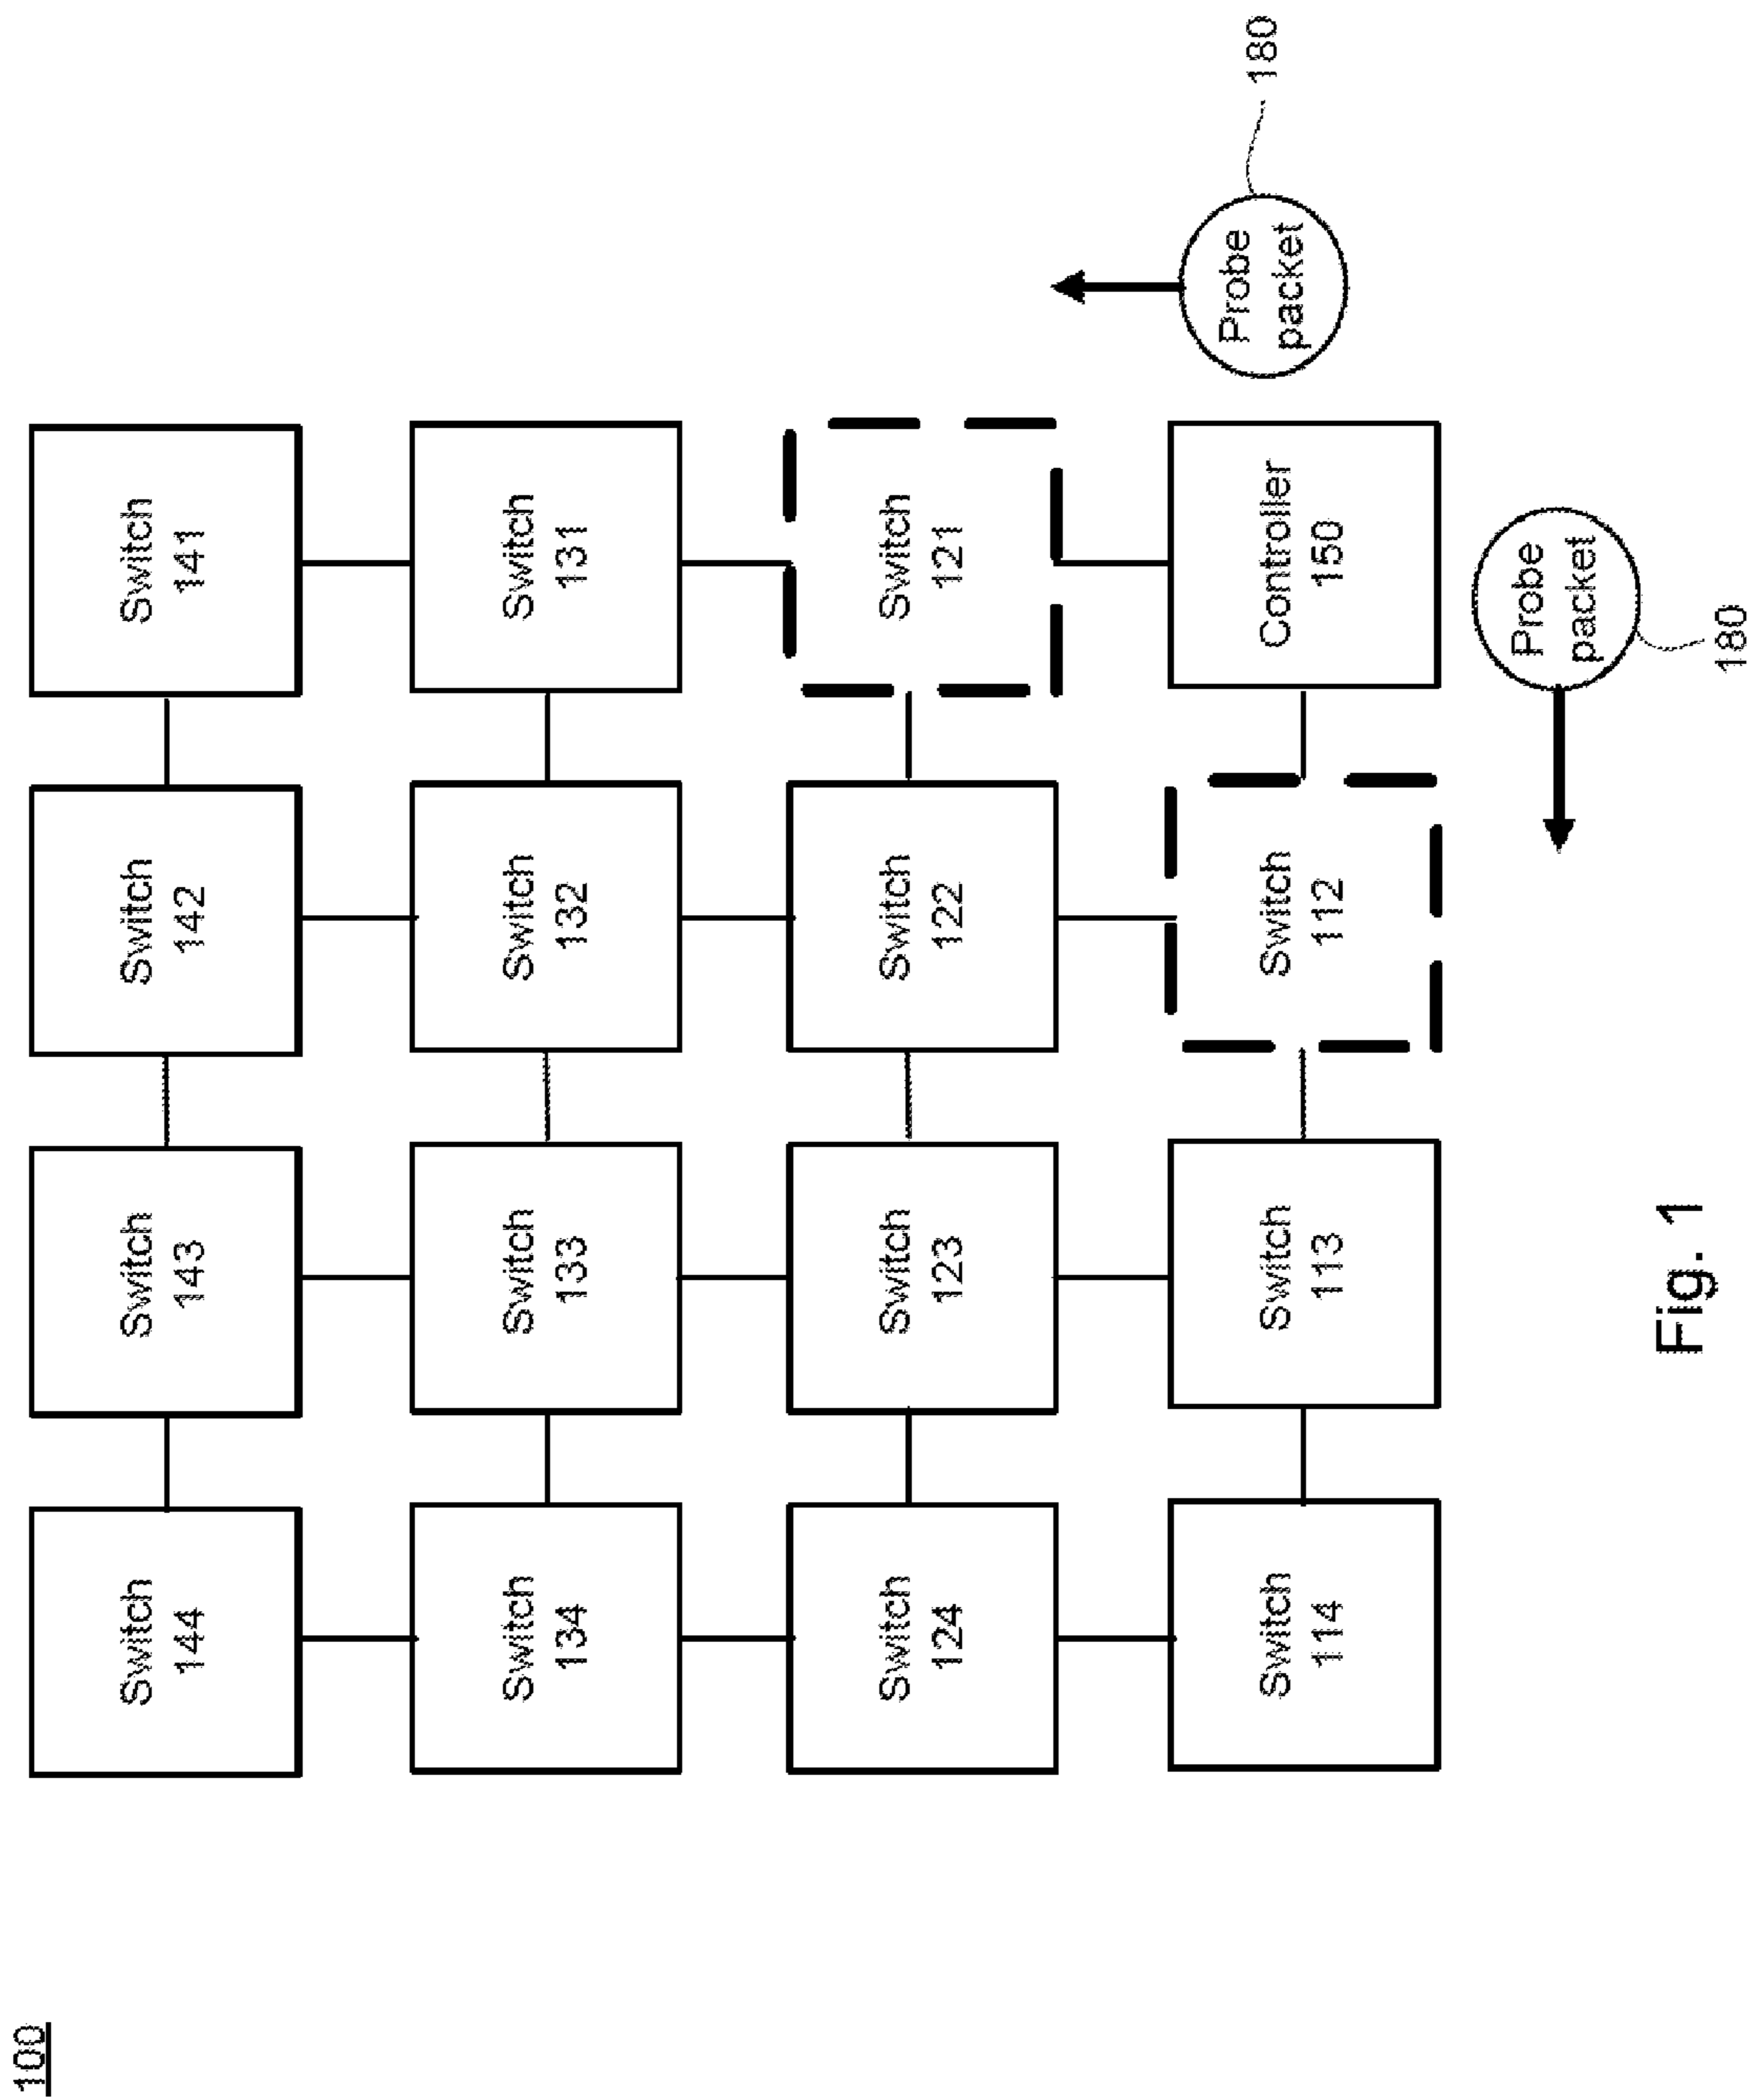 100
Switch
144
Switch
143
Switch
142
Switch
141
Switch
134
Switch
133
Switch
132
Switch
131
Switch
124
Switch
123
Switch
122
Switch
121
Switch
114
Switch
113
Switch
112
Controller
150
Probe
packet
180
Probe
packet
180
Fig. 1